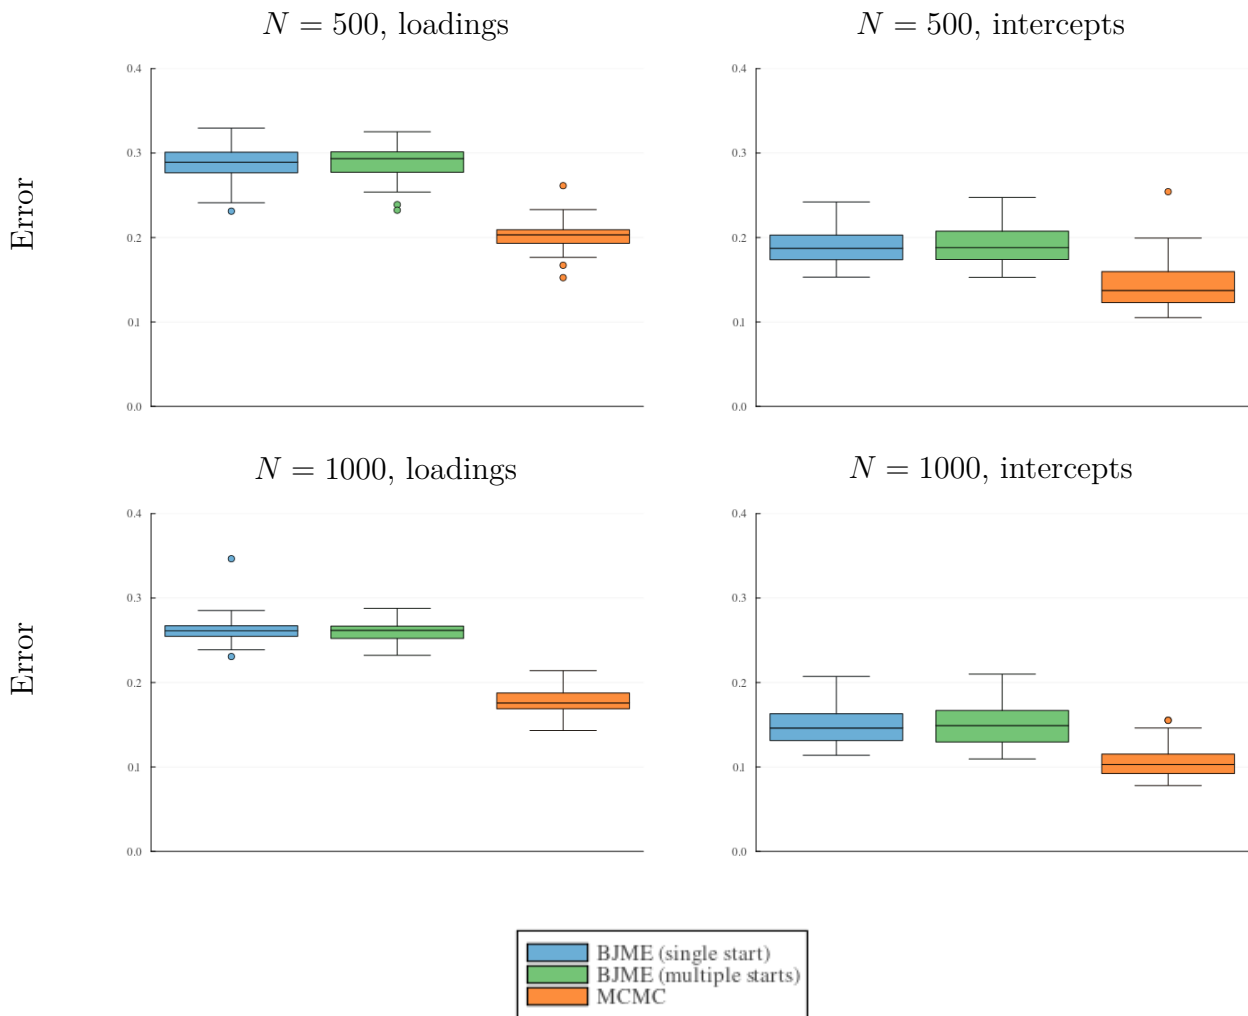 N = 500, loadings
N = 500, intercepts
Error
0.4
0.3
0.2
0.1
0.0
0.4
0.3
0.2
0.1
0.0
N = 1000, loadings
N = 1000, intercepts
Error
0.4
0.3
0.2
0.1
0.0
0.4
0.3
0.2
0.1
0.0
BJME (single start)
BJME (multiple starts)
MCMC